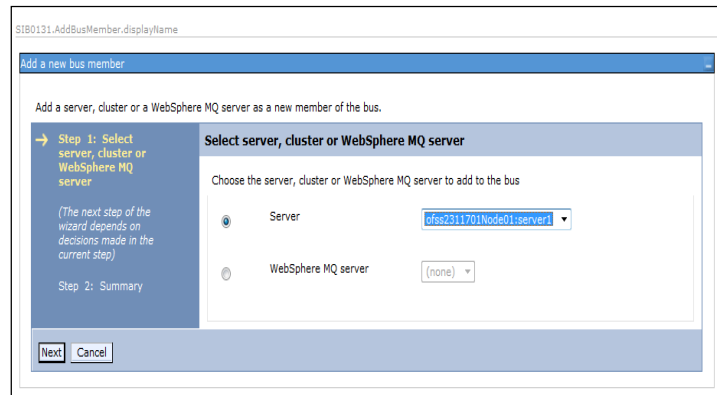 SIB0131.AddBusMember.displayName
Add a new bus member
Add a server, cluster or a WebSphere MQ server as a new member of the bus.
Step 1: Select
server, cluster or
WebSphere MQ
server
(The next step of the
wizard depends on
decisions made in the
current step)
Step 2: Summary
Select server, cluster or WebSphere MQ server
Choose the server, cluster or WebSphere MQ server to add to the bus
Server
ofss2311701Node01:server1
WebSphere MQ server
(none)
Next Cancel